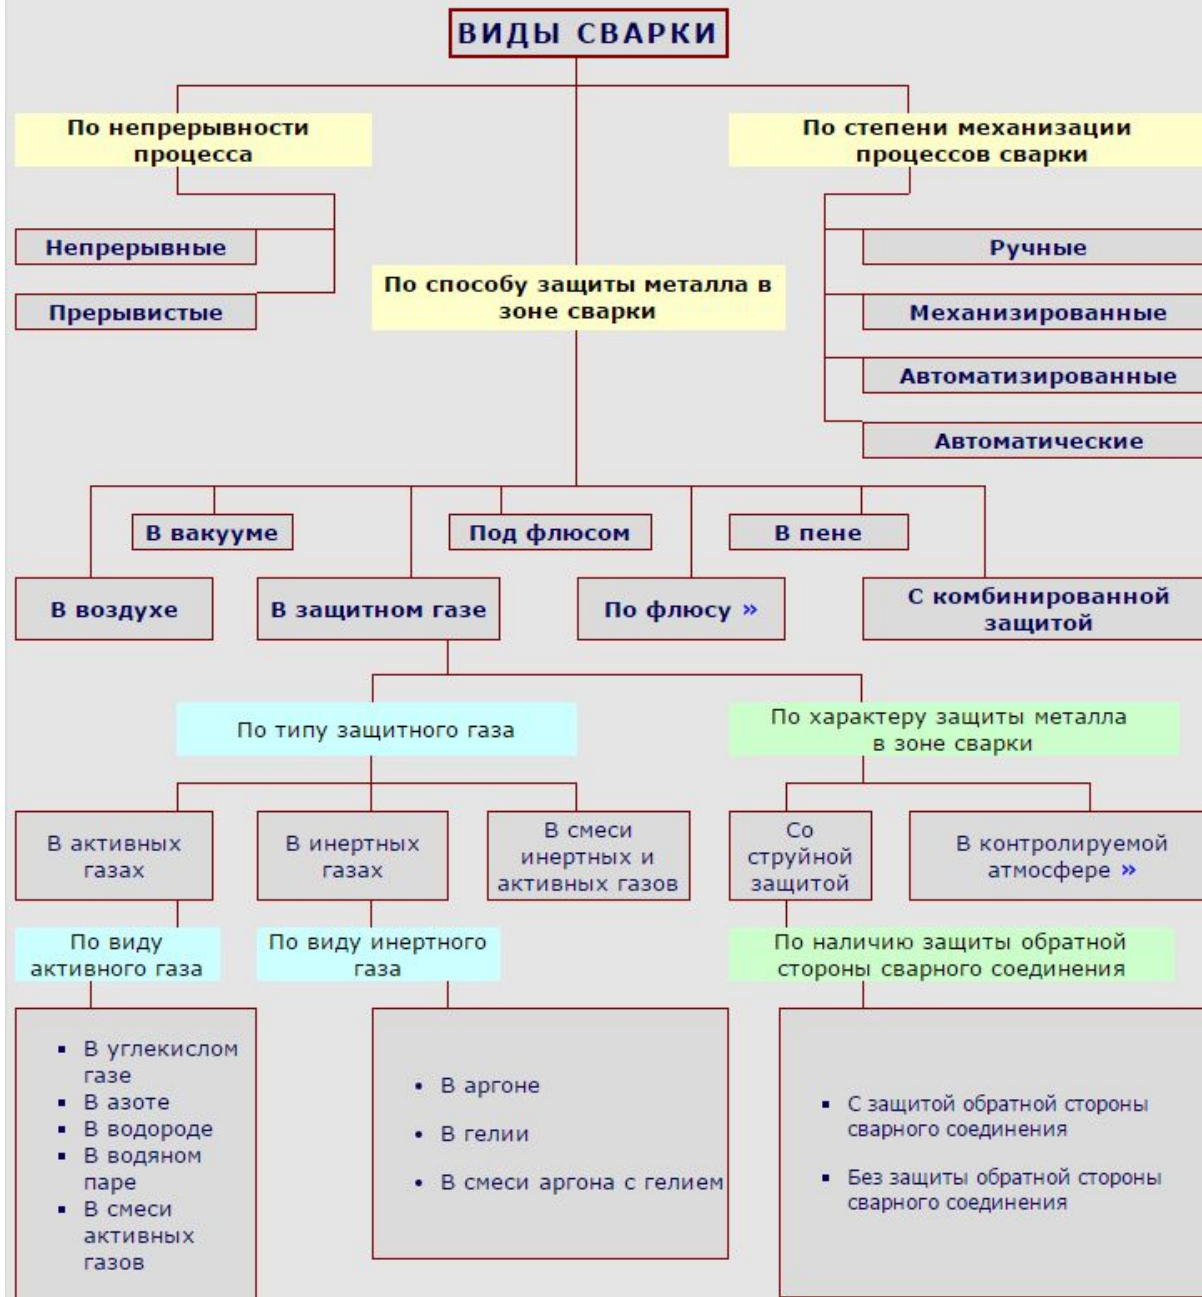 ВИДЫ СВАРКИ
По непрерывности
процесса
По степени механизации
процессов сварки
Непрерывные
Прерывистые
По способу защиты металла в
зоне сварки
Ручные
Механизированные
Автоматизированные
Автоматические
В вакууме
Под флюсом
В пене
В воздухе
В защитном газе
По флюсу »
С комбинированной
защитой
По типу защитного газа
По характеру защиты металла
в зоне сварки
В активных
газах
В инертных
газах
В смеси
инертных и
активных газов
Со
струйной
защитой
В контролируемой
атмосфере »
По виду
активного газа
По виду инертного
газа
По наличию защиты обратной
стороны сварного соединения
▪ В углекислом
газе
▪ В азоте
▪ В водороде
▪ В водяном
паре
▪ В смеси
активных
газов
• В аргоне
• В гелии
• В смеси аргона с гелием
▪ С защитой обратной стороны
сварного соединения
▪ Без защиты обратной стороны
сварного соединения